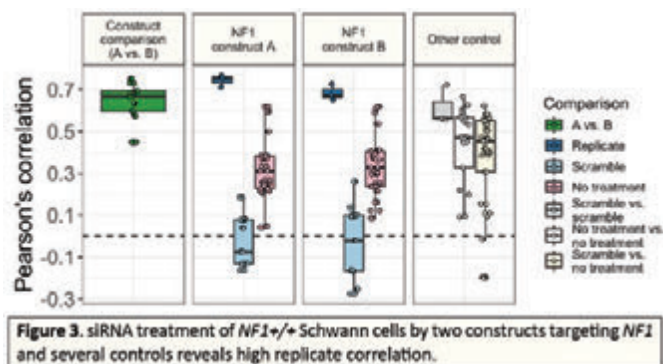 Construct
comparison
(A vs. B)
NF1
construct A
NF1
construct B
Other control
Pearson's correlation
0.7
0.5
0.3
0.1
-0.1
-0.3
Comparison
A vs. B
Replicate
Scramble
No treatment
Scramble vs.
scramble
No treatment vs.
no treatment
Scramble vs.
no treatment
Figure 3. siRNA treatment of NF1+/+ Schwann cells by two constructs targeting NF1
and several controls reveals high replicate correlation.